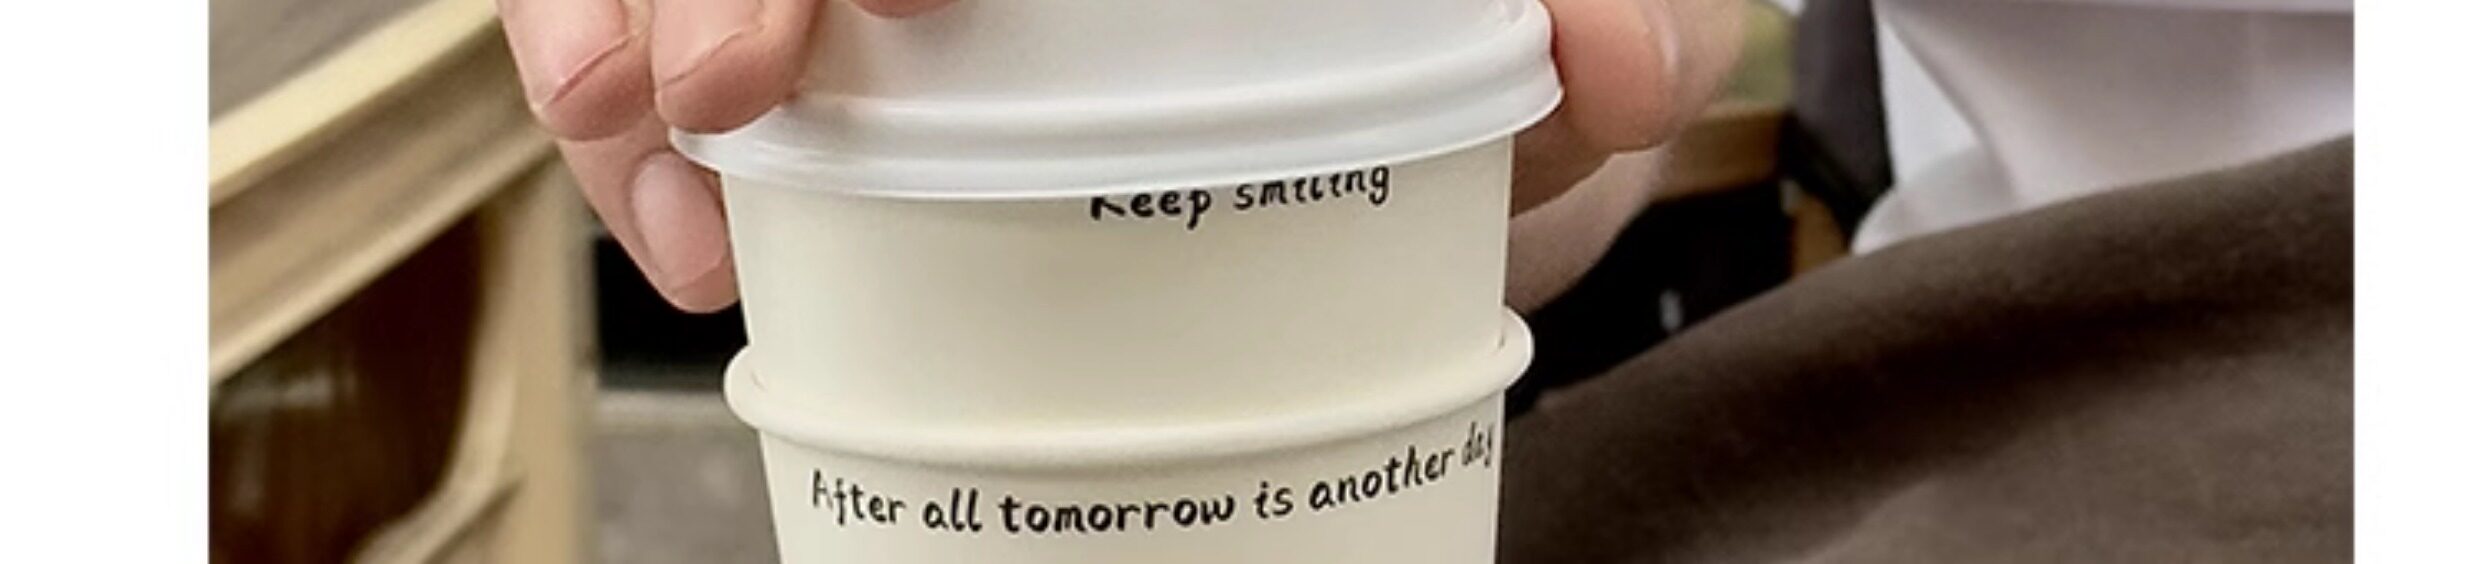 Keep smiling
After all tomorrow is another day